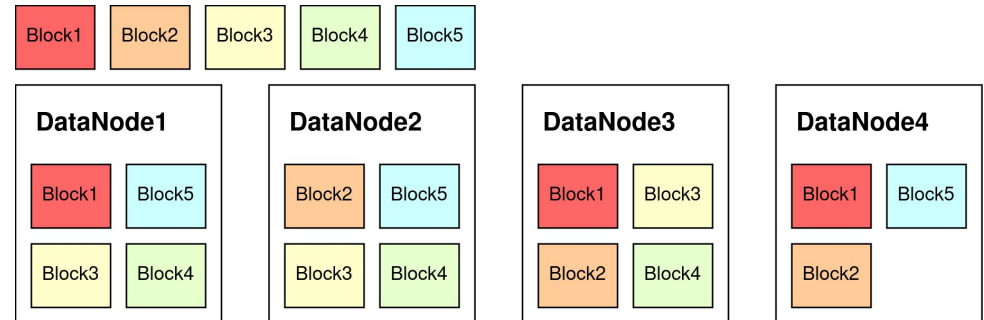 Block1 Block2 Block3 Block4 Block5
DataNode1
Block1 Block5
Block3 Block4
DataNode2
Block2 Block5
Block3 Block4
DataNode3
Block1 Block3
Block2 Block4
DataNode4
Block1 Block5
Block2